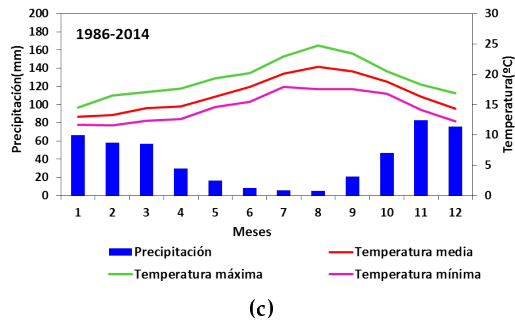 1986-2014
Precipitación(mm)
200
180
160
140
120
100
80
60
40
20
0
30
25
20
15
10
5
0
Temperatura(ºC)
1 2 3 4 5 6 7 8 9 10 11 12
Meses
Precipitación Temperatura media
Temperatura máxima Temperatura mínima
(c)